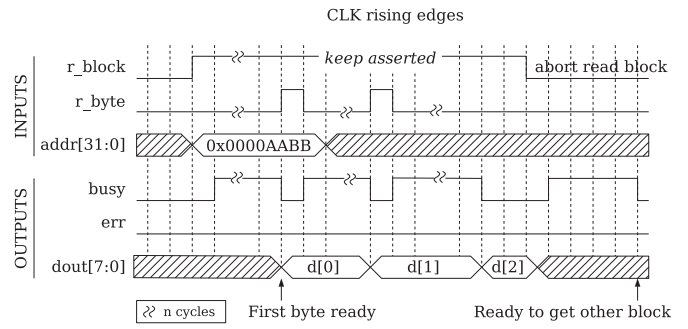 CLK rising edges
INPUTS
r_block
keep asserted
abort read block
r_byte
addr[31:0]
0x0000AABB
OUTPUTS
busy
err
dout[7:0]
d[0]
d[1]
d[2]
n cycles
First byte ready
Ready to get other block